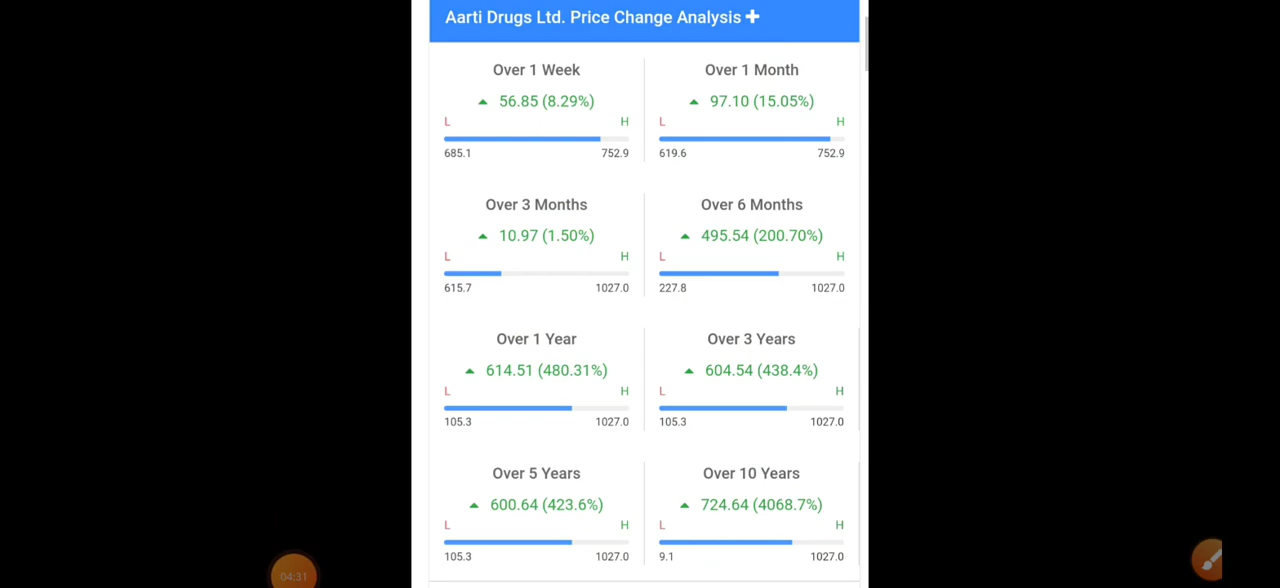 Aarti Drugs Ltd. Price Change Analysis +
Over 1 Week
▲ 56.85 (8.29%)
L H
685.1 752.9
Over 1 Month
▲ 97.10 (15.05%)
L H
619.6 752.9
Over 3 Months
▲ 10.97 (1.50%)
L H
615.7 1027.0
Over 6 Months
▲ 495.54 (200.70%)
L H
227.8 1027.0
Over 1 Year
▲ 614.51 (480.31%)
L H
105.3 1027.0
Over 3 Years
▲ 604.54 (438.4%)
L H
105.3 1027.0
Over 5 Years
▲ 600.64 (423.6%)
L H
105.3 1027.0
Over 10 Years
▲ 724.64 (4068.7%)
L H
9.1 1027.0
04:31